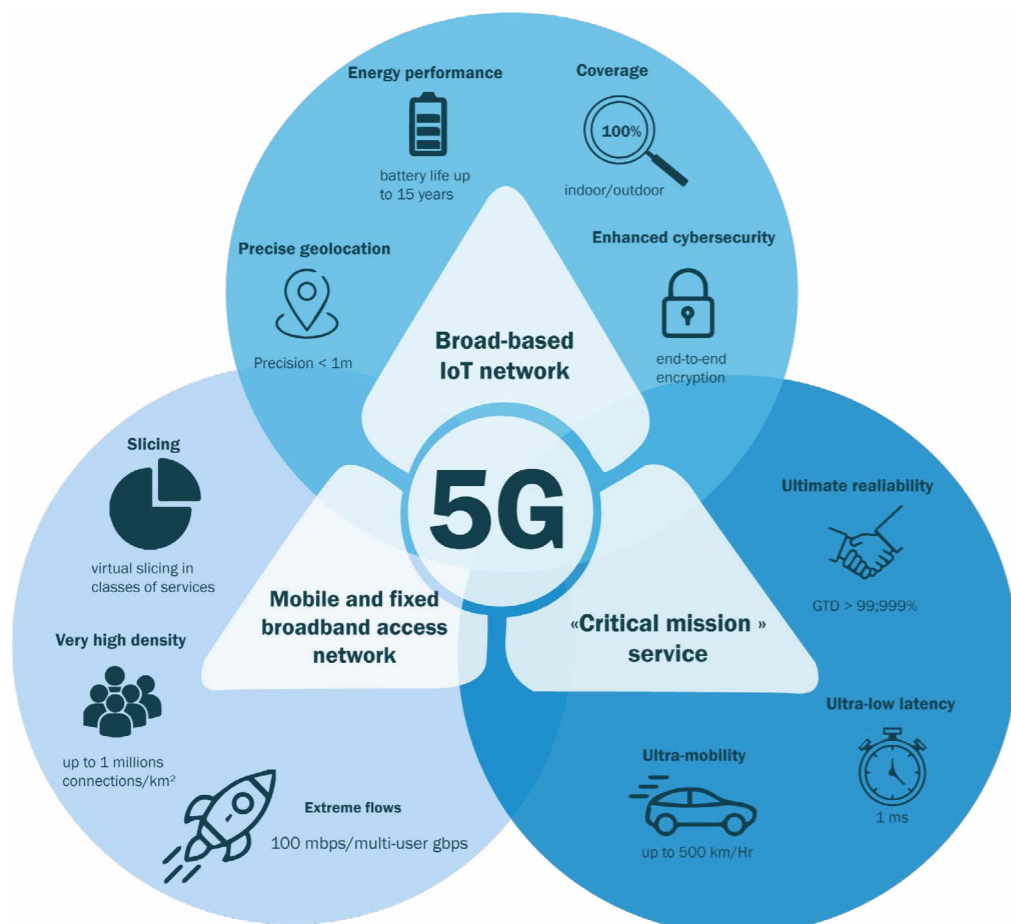 Energy performance
battery life up
to 15 years
Coverage
100%
indoor/outdoor
Precise geolocation
Precision < 1m
Enhanced cybersecurity
end-to-end
encryption
Broad-based
IoT network
5G
Slicing
virtual slicing in
classes of services
Very high density
up to 1 millions
connections/km²
Extreme flows
100 mbps/multi-user gbps
Mobile and fixed
broadband access
network
«Critical mission »
service
Ultimate realiability
GTD > 99;999%
Ultra-low latency
1 ms
Ultra-mobility
up to 500 km/Hr